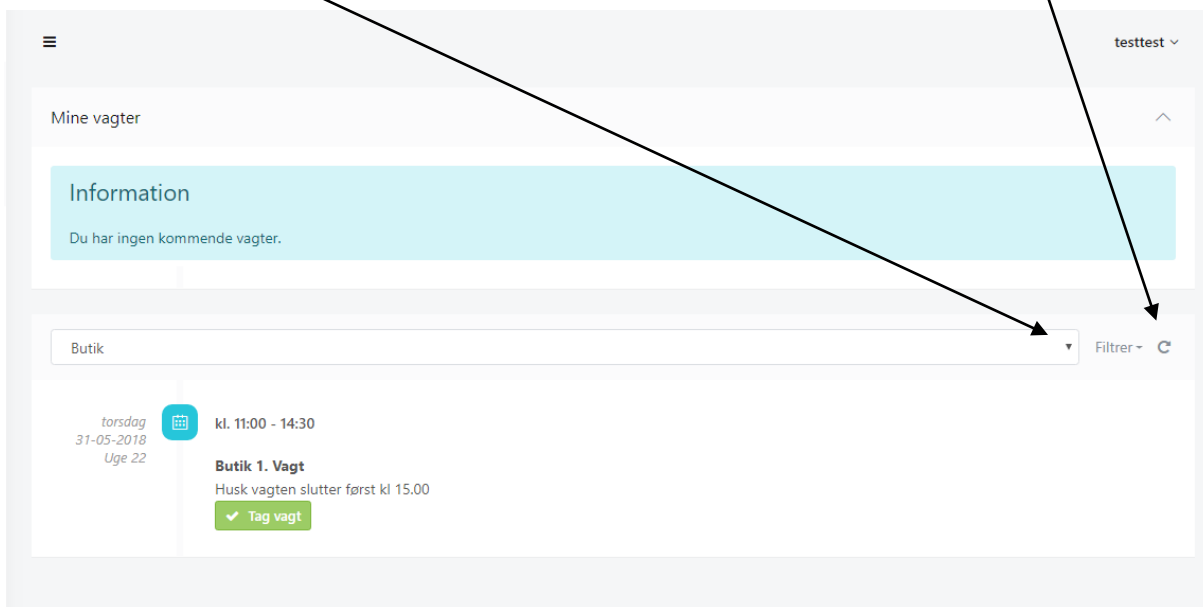 testtest
Mine vagter
Information
Du har ingen kommende vagter.
Butik
Filtrer
torsdag
31-05-2018
Uge 22
kl. 11:00 - 14:30
Butik 1. Vagt
Husk vagten slutter først kl 15.00
Tag vagt